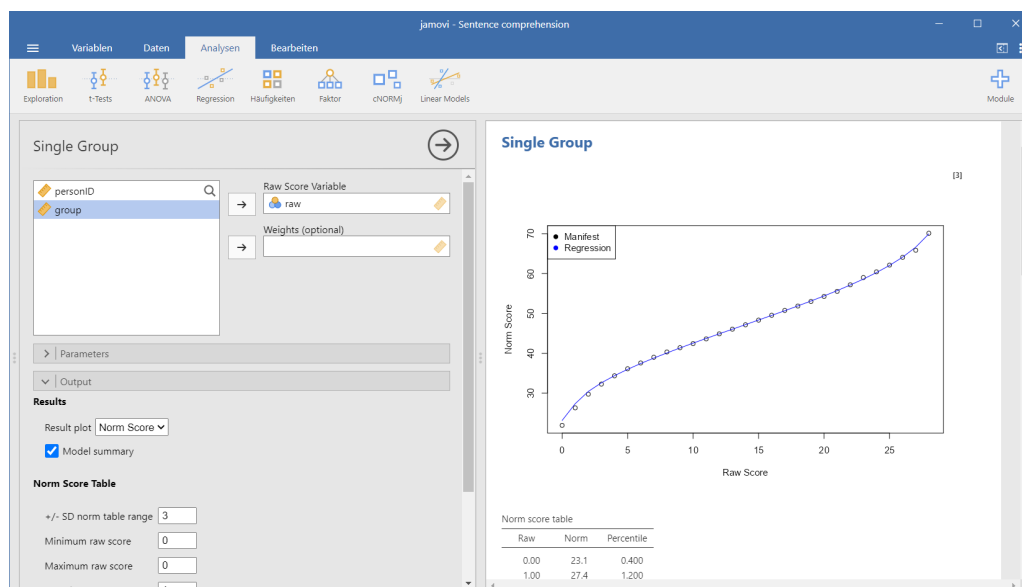 jamovi - Sentence comprehension
Variablen Daten Analysen Bearbeiten
Exploration t-Tests ANOVA Regression Häufigkeiten Faktor cNORMj Linear Models Module
Single Group
personID
group
Raw Score Variable
raw
Weights (optional)
Parameters
Output
Results
Result plot Norm Score
Model summary
Norm Score Table
+/- SD norm table range 3
Minimum raw score 0
Maximum raw score 0
Single Group
[3]
Manifest
Regression
70
60
50
40
30
Norm Score
0 5 10 15 20 25
Raw Score
Norm score table
Raw Norm Percentile
0.00 23.1 0.400
1.00 27.4 1.200